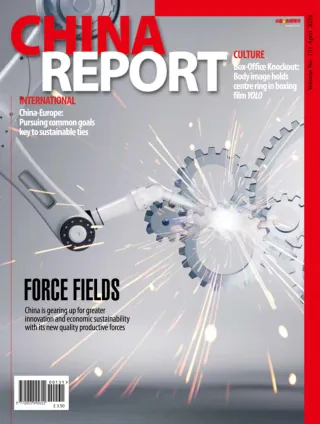 CHINA
REPORT
INTERNATIONAL
China-Europe:
Pursuing common goals
key to sustainable ties
CULTURE
Box-Office Knockout:
Body image holds
centre ring in boxing
film YOLO
FORCE FIELDS
China is gearing up for greater
innovation and economic sustainability
with its new quality productive forces
£ 3.90